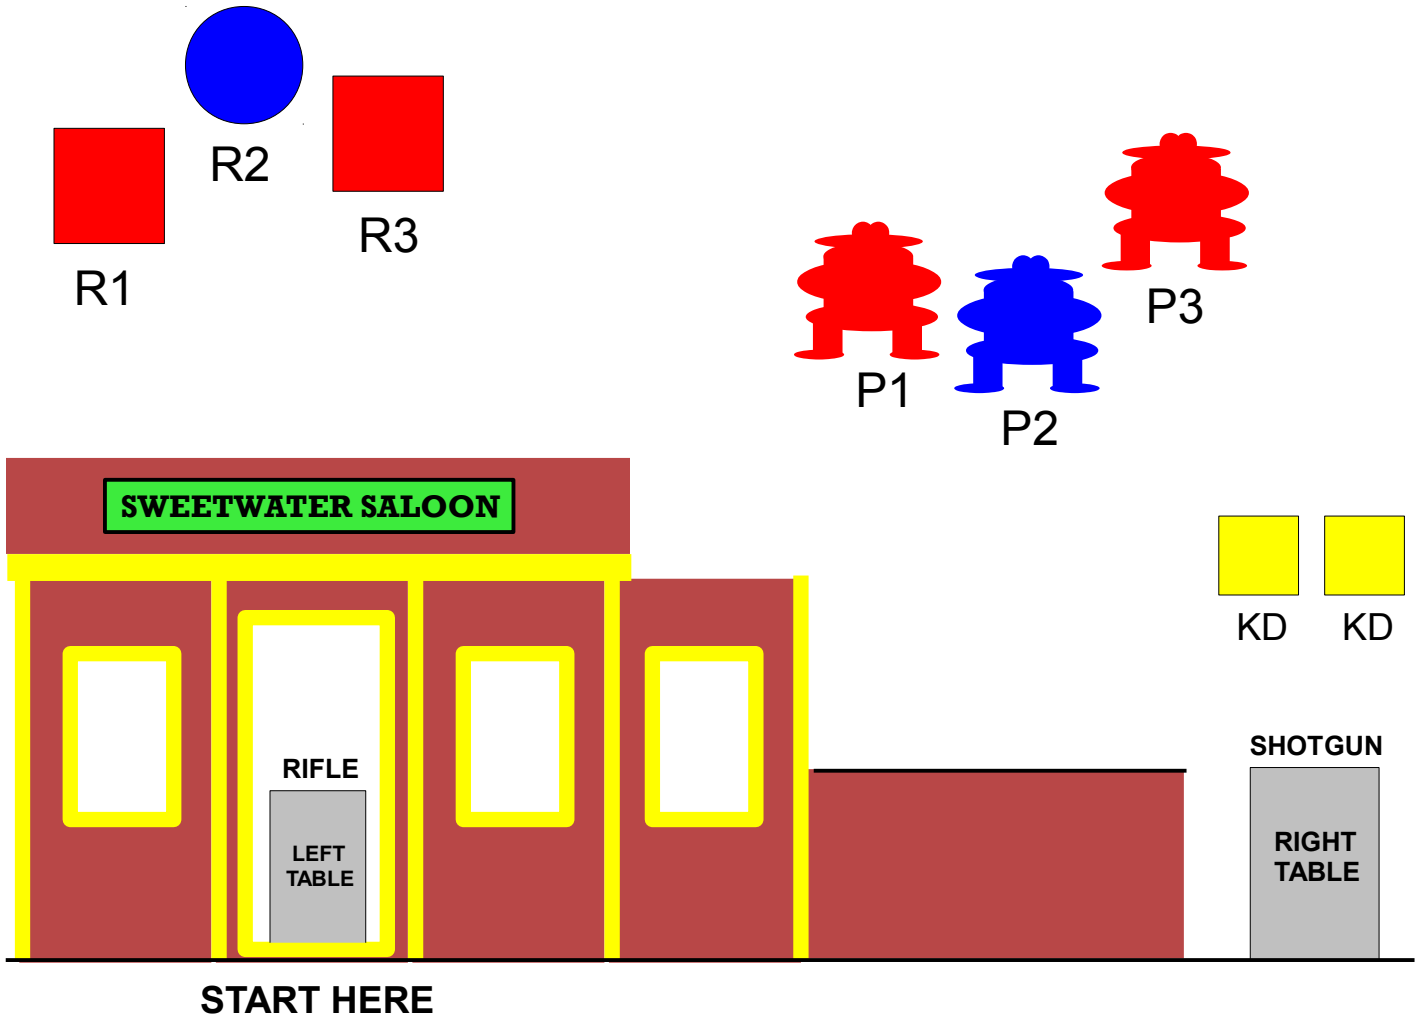 R2
R3
R1
P3
P1
P2
SWEETWATER SALOON
KD KD
RIFLE
SHOTGUN
LEFT
TABLE
RIGHT
TABLE
START HERE